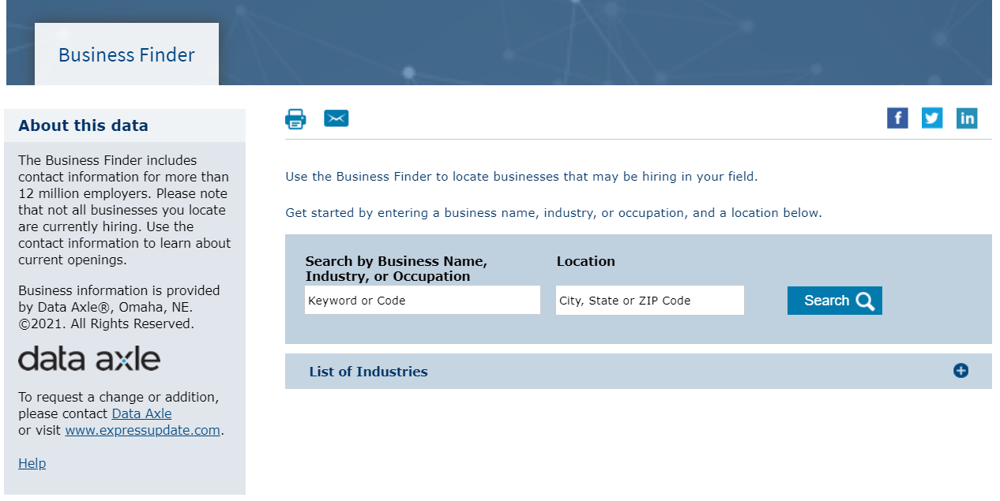 Business Finder
About this data
The Business Finder includes
contact information for more than
12 million employers. Please note
that not all businesses you locate
are currently hiring. Use the
contact information to learn about
current openings.
Business information is provided
by Data Axle®, Omaha, NE.
©2021. All Rights Reserved.
data axle
To request a change or addition,
please contact Data Axle
or visit www.expressupdate.com.
Help
f
in
Use the Business Finder to locate businesses that may be hiring in your field.
Get started by entering a business name, industry, or occupation, and a location below.
Search by Business Name,
Industry, or Occupation
Keyword or Code
Location
City, State or ZIP Code
Search
List of Industries